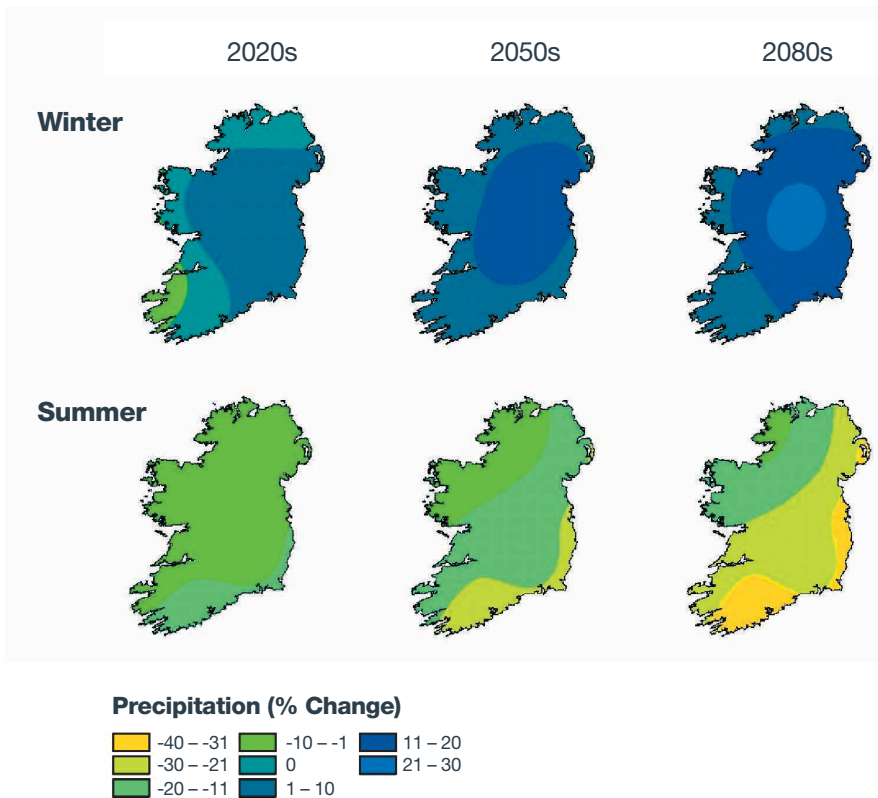 2020s 2050s 2080s
Winter
Summer
Precipitation (% Change)
-40 – -31 -10 – -1 11 – 20
-30 – -21 0 21 – 30
-20 – -11 1 – 10